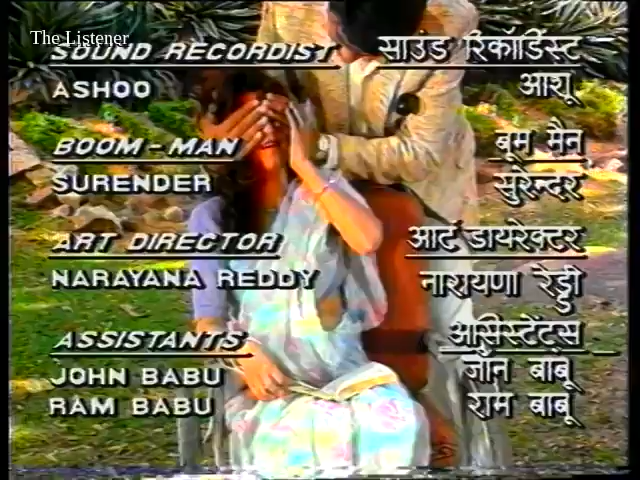 The Listener
SOUND RECORDIST साउंड रिकॉर्डिस्ट
ASHOO आशू
BOOM-MAN बूम मैन
SURENDER सुरेन्दर
ART DIRECTOR आर्ट डायरेक्टर
NARAYANA REDDY नारायणा रेड्डी
ASSISTANTS असिस्टेंट्स
JOHN BABU जॉन बाबू
RAM BABU राम बाबू